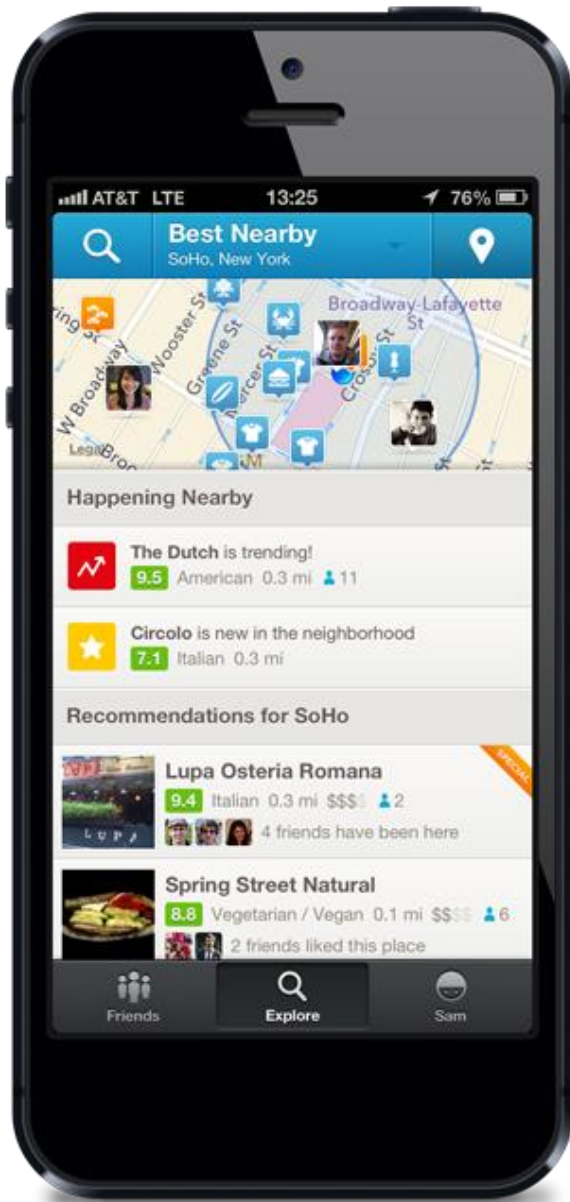 AT&T LTE 13:25 76%
Best Nearby
SoHo, New York
Broadway-Lafayette
St
Wooster St
Greene St
Mercer St
Crosby St
W Broadway
Legal
Happening Nearby
The Dutch is trending!
9.5 American 0.3 mi 11
Circolo is new in the neighborhood
7.1 Italian 0.3 mi
Recommendations for SoHo
SPECIAL
Lupa Osteria Romana
9.4 Italian 0.3 mi $$$$ 2
LUPA
4 friends have been here
Spring Street Natural
8.8 Vegetarian / Vegan 0.1 mi $$$$ 6
2 friends liked this place
Friends Explore Sam